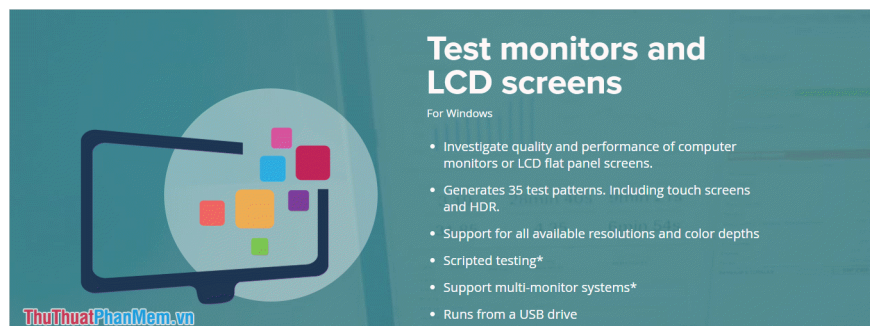 Test monitors and
LCD screens
For Windows
• Investigate quality and performance of computer
monitors or LCD flat panel screens.
• Generates 35 test patterns. Including touch screens
and HDR.
• Support for all available resolutions and color depths
• Scripted testing*
• Support multi-monitor systems*
• Runs from a USB drive
ThuThuatPhanMem.vn